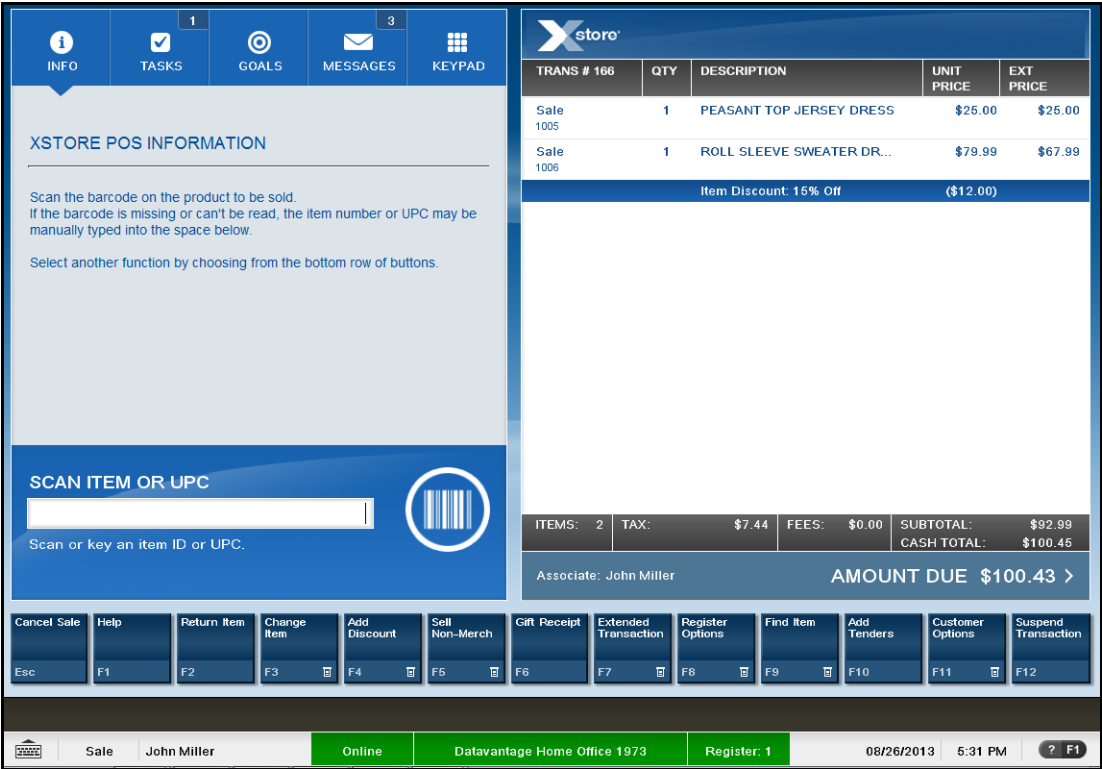 1
3
INFO
TASKS
GOALS
MESSAGES
KEYPAD
XSTORE POS INFORMATION
Scan the barcode on the product to be sold.
If the barcode is missing or can't be read, the item number or UPC may be
manually typed into the space below.
Select another function by choosing from the bottom row of buttons.
SCAN ITEM OR UPC
Scan or key an item ID or UPC.
Xstore
TRANS # 166 QTY DESCRIPTION UNIT PRICE EXT PRICE
Sale 1 PEASANT TOP JERSEY DRESS $25.00 $25.00
1005
Sale 1 ROLL SLEEVE SWEATER DR... $79.99 $67.99
1006
Item Discount: 15% Off ($12.00)
ITEMS: 2 TAX: $7.44 FEES: $0.00 SUBTOTAL: $92.99
CASH TOTAL: $100.45
Associate: John Miller AMOUNT DUE $100.43 >
Cancel Sale
Esc
Help
F1
Return Item
F2
Change
Item
F3
Add
Discount
F4
Sell
Non-Merch
F5
Gift Receipt
F6
Extended
Transaction
F7
Register
Options
F8
Find Item
F9
Add
Tenders
F10
Customer
Options
F11
Suspend
Transaction
F12
Sale John Miller Online Datavantage Home Office 1973 Register: 1 08/26/2013 5:31 PM ? F1